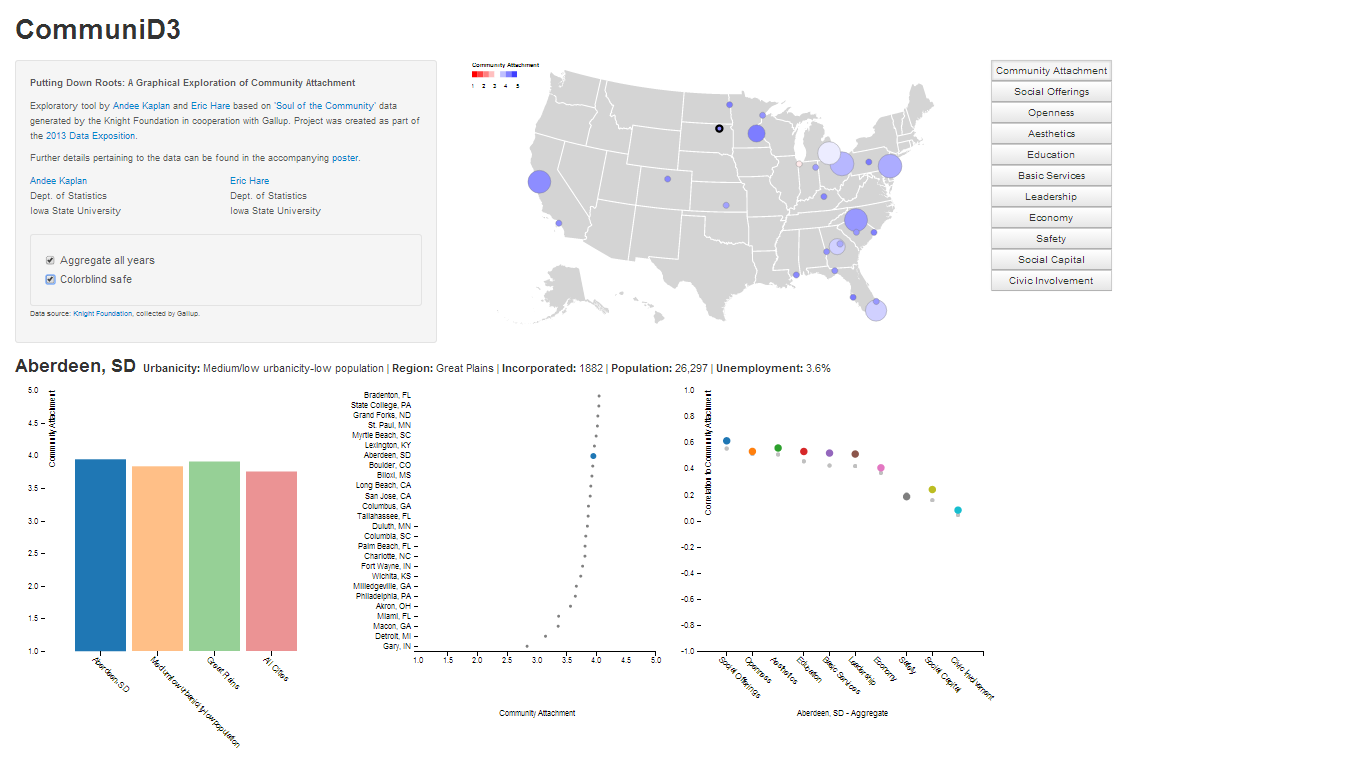 CommuniD3
Putting Down Roots: A Graphical Exploration of Community Attachment
Exploratory tool by Andee Kaplan and Eric Hare based on 'Soul of the Community' data
generated by the Knight Foundation in cooperation with Gallup. Project was created as part of
the 2013 Data Exposition.
Further details pertaining to the data can be found in the accompanying poster.
Andee Kaplan
Dept. of Statistics
Iowa State University
Eric Hare
Dept. of Statistics
Iowa State University
Aggregate all years
Colorblind safe
Data source: Knight Foundation, collected by Gallup.
Community Attachment
1 2 3 4 5
Community Attachment
Social Offerings
Openness
Aesthetics
Education
Basic Services
Leadership
Economy
Safety
Social Capital
Civic Involvement
Aberdeen, SD Urbanicity: Medium/low urbanicity-low population | Region: Great Plains | Incorporated: 1882 | Population: 26,297 | Unemployment: 3.6%
5.0
4.5
4.0
3.5
3.0
2.5
2.0
1.5
1.0
Community Attachment
Aberdeen, SD
Medium/low urbanicity-low population
Great Plains
All Cities
Bradenton, FL
State College, PA
Grand Forks, ND
St. Paul, MN
Myrtle Beach, SC
Lexington, KY
Aberdeen, SD
Boulder, CO
Biloxi, MS
Long Beach, CA
San Jose, CA
Columbus, GA
Tallahassee, FL
Duluth, MN
Columbia, SC
Palm Beach, FL
Charlotte, NC
Fort Wayne, IN
Wichita, KS
Milledgeville, GA
Philadelphia, PA
Akron, OH
Miami, FL
Macon, GA
Detroit, MI
Gary, IN
1.0 1.5 2.0 2.5 3.0 3.5 4.0 4.5 5.0
Community Attachment
1.0
0.8
0.6
0.4
0.2
0.0
-0.2
-0.4
-0.6
-0.8
-1.0
Correlation to Community Attachment
Social Offerings
Openness
Aesthetics
Education
Basic Services
Leadership
Economy
Safety
Social Capital
Civic Involvement
Aberdeen, SD - Aggregate